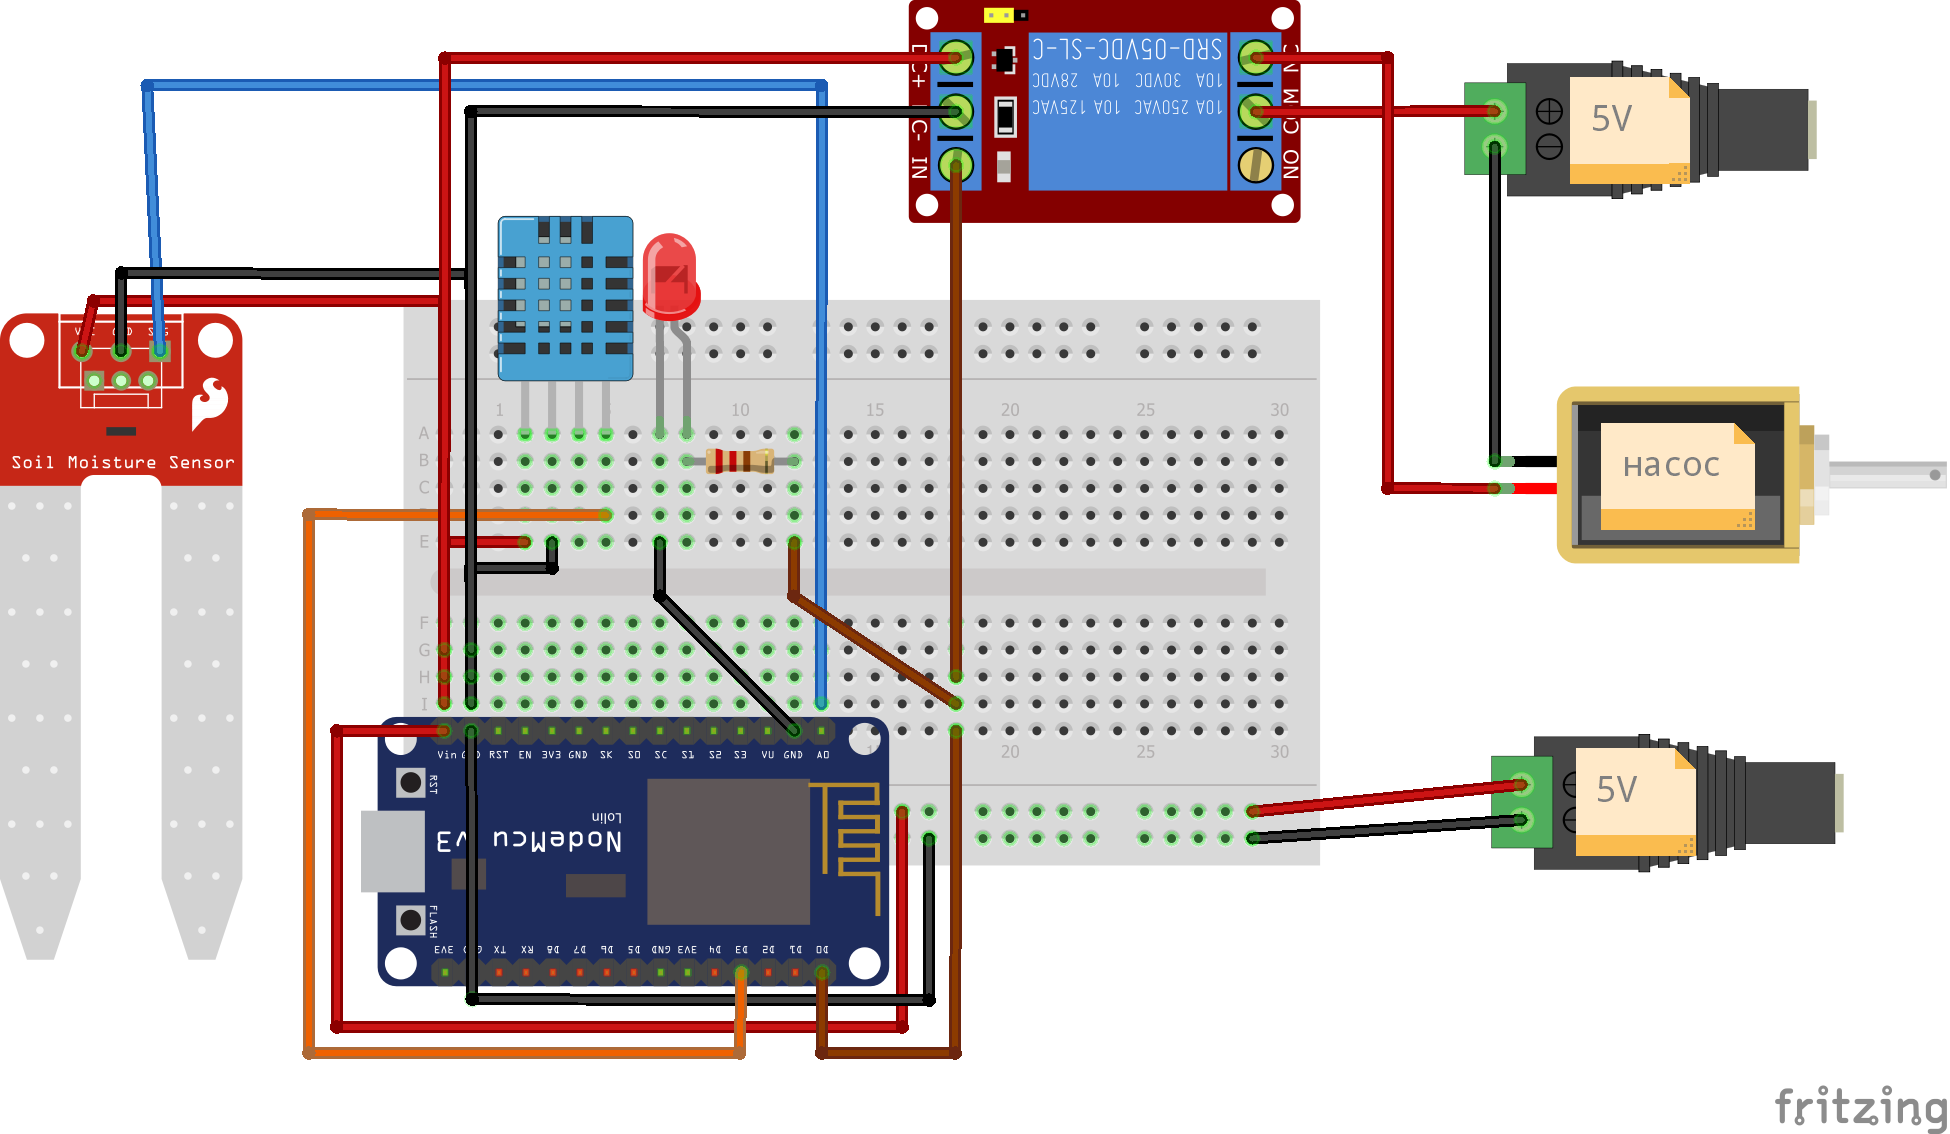 DC+
DC-
IN
SRD-05VDC-SL-C
10A 30VDC 10A 28VDC
10A 250VAC 10A 125VAC
NC
COM
NO
5V
VCC GND SIG
Soil Moisture Sensor
насос
1 10 15 20 25 30
A
B
C
E
F
G
H
I
20 25 30
Vin GND RST EN 3V3 GND SK SO SC S1 S2 S3 VU GND A0
RST
Lolin
NodeMcu v3
FLASH
3V3 GND TX RX D8 D7 D6 D5 GND 3V3 D4 D3 D2 D1 D0
5V
fritzing